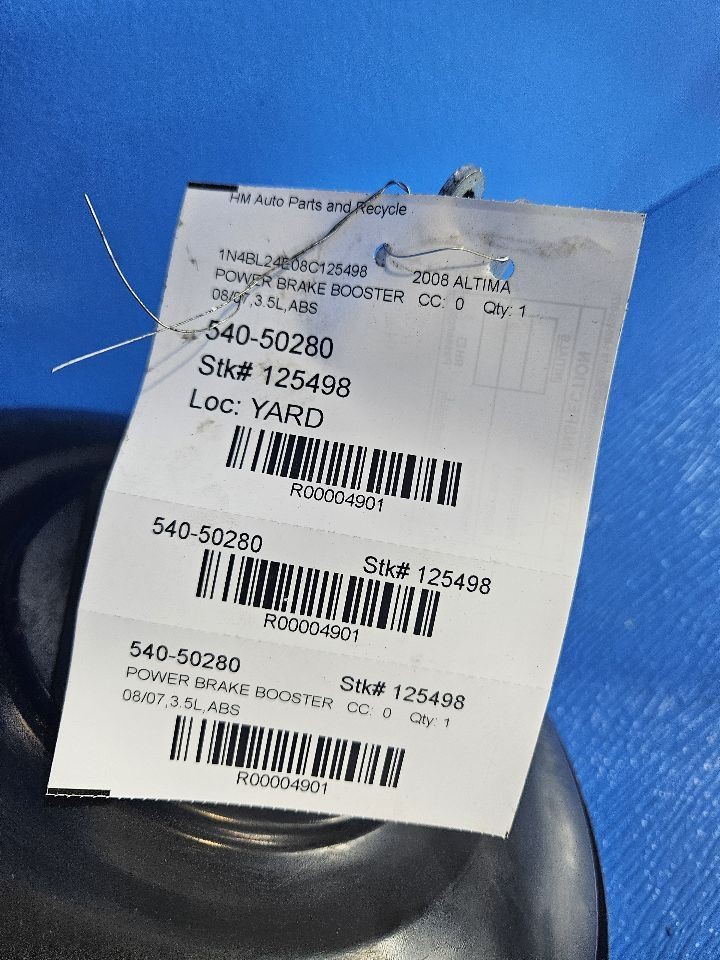 HM Auto Parts and Recycle
1N4BL24E08C125498 2008 ALTIMA
POWER BRAKE BOOSTER CC: 0 Qty: 1
08/07,3.5L,ABS
540-50280
Stk# 125498
Loc: YARD
R00004901
540-50280 Stk# 125498
R00004901
540-50280 Stk# 125498
POWER BRAKE BOOSTER CC: 0 Qty: 1
08/07,3.5L,ABS
R00004901